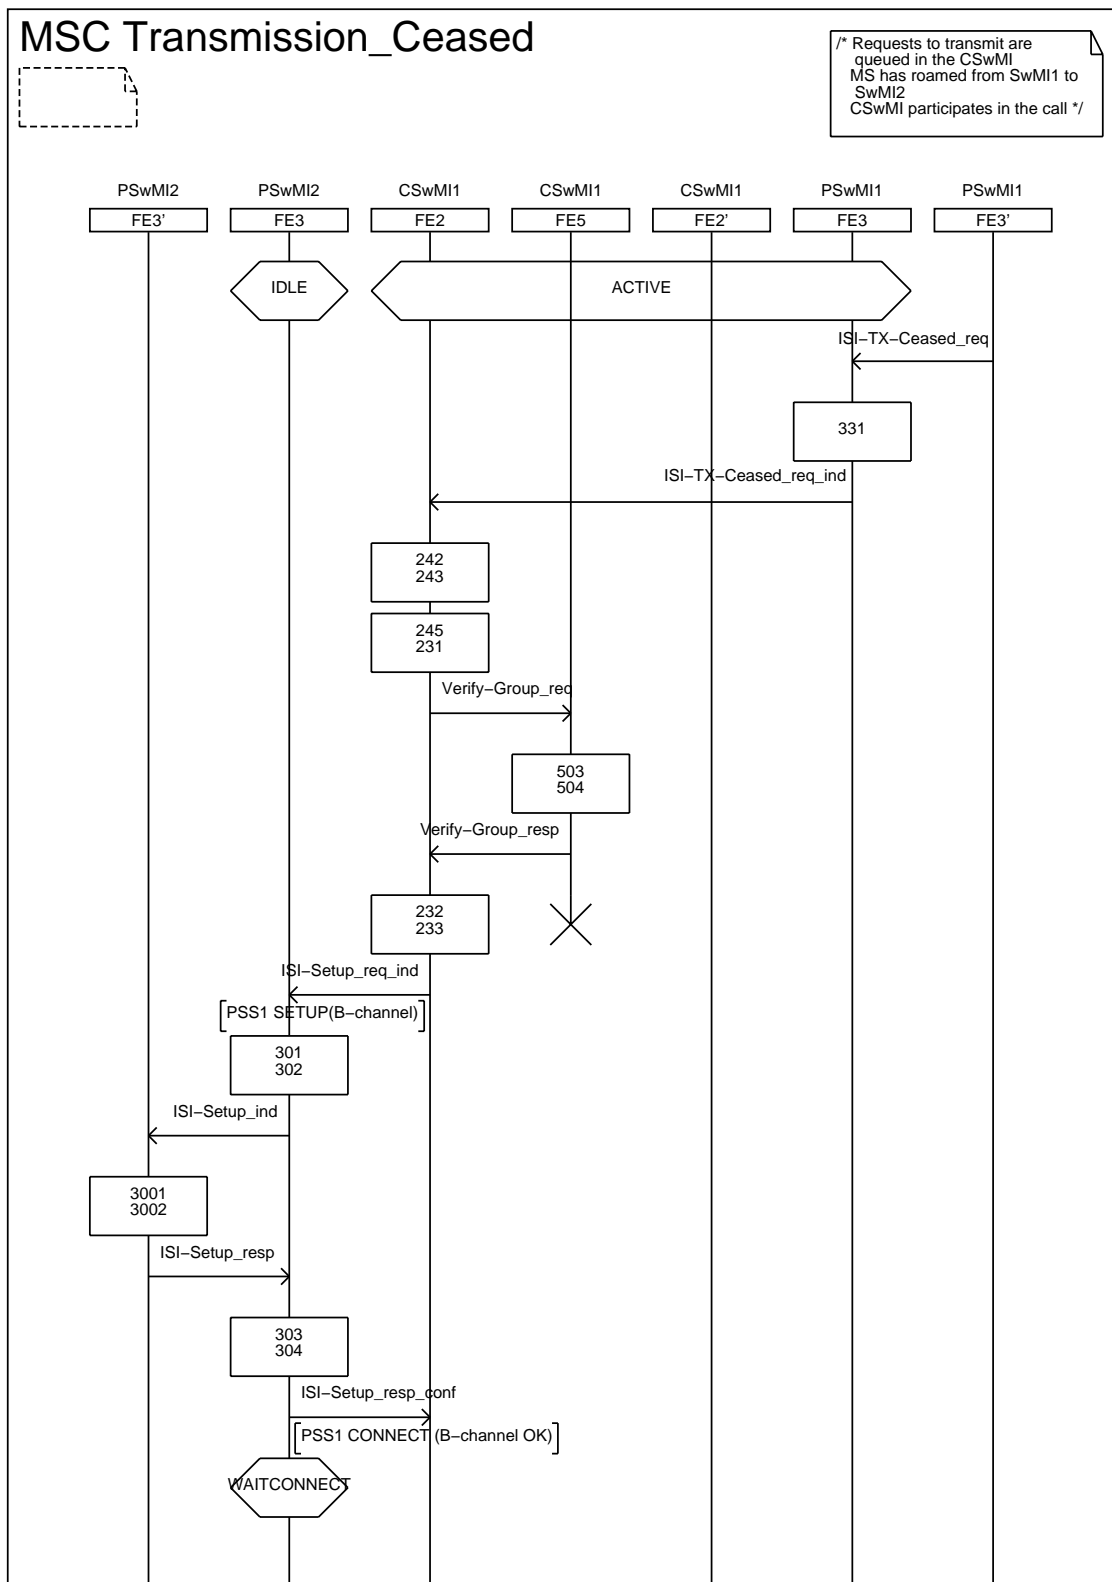 MSC Transmission_Ceased
/* Requests to transmit are
queued in the CSwMI
MS has roamed from SwMI1 to
SwMI2
CSwMI participates in the call */
PSwMI2 PSwMI2 CSwMI1 CSwMI1 CSwMI1 PSwMI1 PSwMI1
FE3' FE3 FE2 FE5 FE2' FE3 FE3'
IDLE ACTIVE
ISI-TX-Ceased_req
331
ISI-TX-Ceased_req_ind
242
243
245
231
Verify-Group_req
503
504
Verify-Group_resp
232
233
ISI-Setup_req_ind
PSS1 SETUP(B-channel)
301
302
ISI-Setup_ind
3001
3002
ISI-Setup_resp
303
304
ISI-Setup_resp_conf
PSS1 CONNECT (B-channel OK)
WAITCONNECT